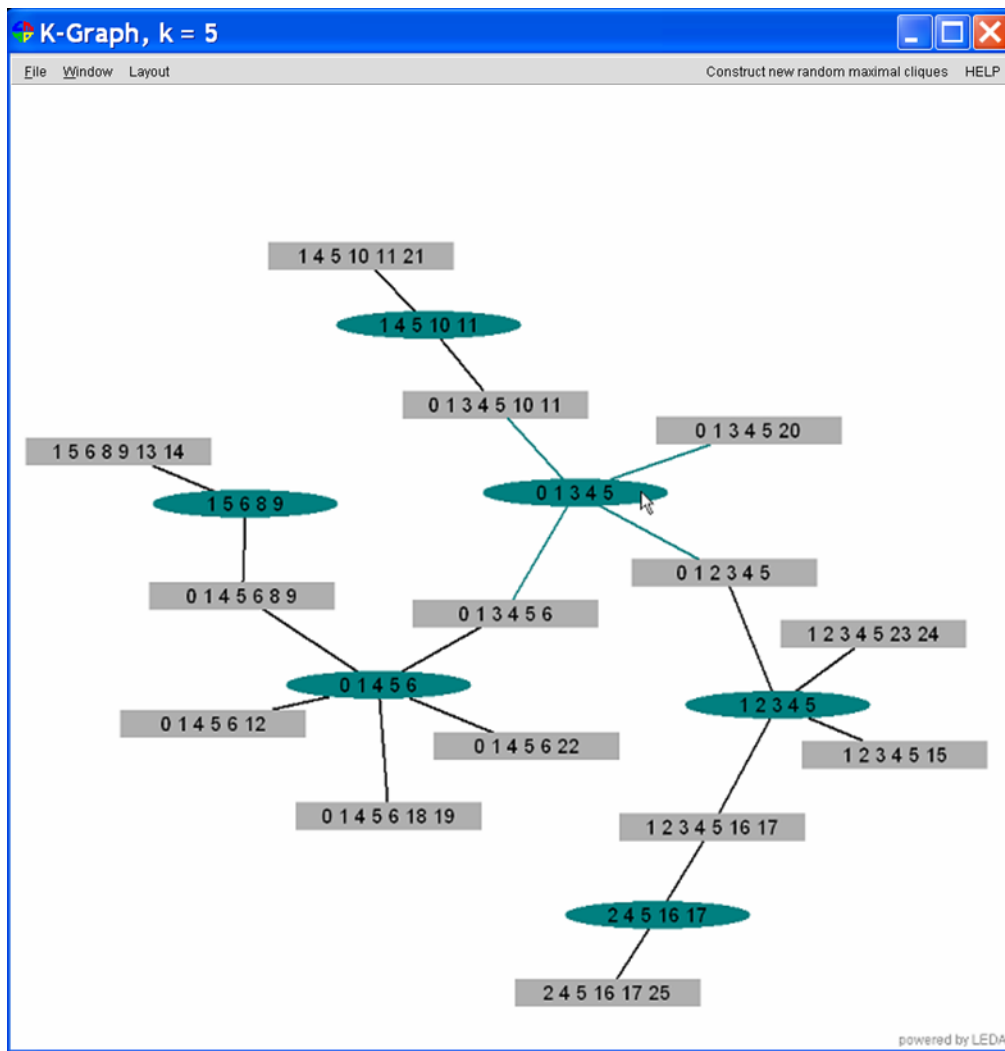 K-Graph, k = 5
File Window Layout Construct new random maximal cliques HELP
1 4 5 10 11 21
1 4 5 10 11
0 1 3 4 5 10 11
0 1 3 4 5 20
1 5 6 8 9 13 14
0 1 3 4 5
1 5 6 8 9
0 1 2 3 4 5
0 1 4 5 6 8 9
0 1 3 4 5 6
1 2 3 4 5 23 24
0 1 4 5 6
1 2 3 4 5
0 1 4 5 6 12
0 1 4 5 6 22
1 2 3 4 5 15
0 1 4 5 6 18 19
1 2 3 4 5 16 17
2 4 5 16 17
2 4 5 16 17 25
powered by LEDA